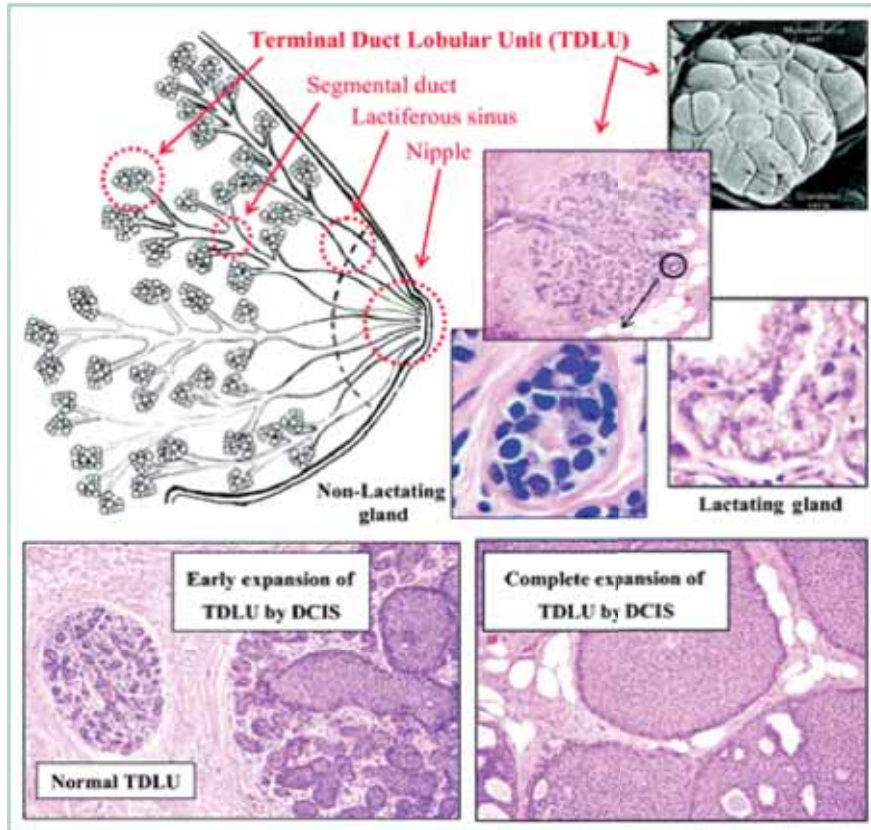 Terminal Duct Lobular Unit (TDLU)
Segmental duct
Lactiferous sinus
Nipple
Non-Lactating
gland
Lactating gland
Early expansion of
TDLU by DCIS
Normal TDLU
Complete expansion of
TDLU by DCIS